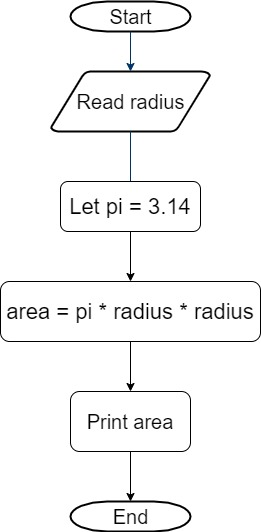 Start
Read radius
Let pi = 3.14
area = pi * radius * radius
Print area
End